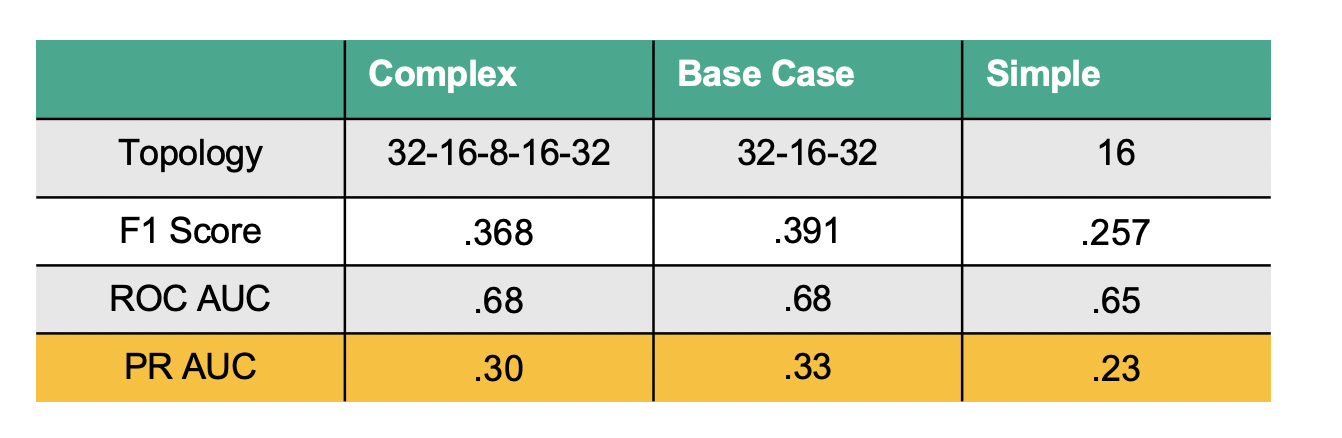 Complex Base Case Simple
Topology 32-16-8-16-32 32-16-32 16
F1 Score .368 .391 .257
ROC AUC .68 .68 .65
PR AUC .30 .33 .23